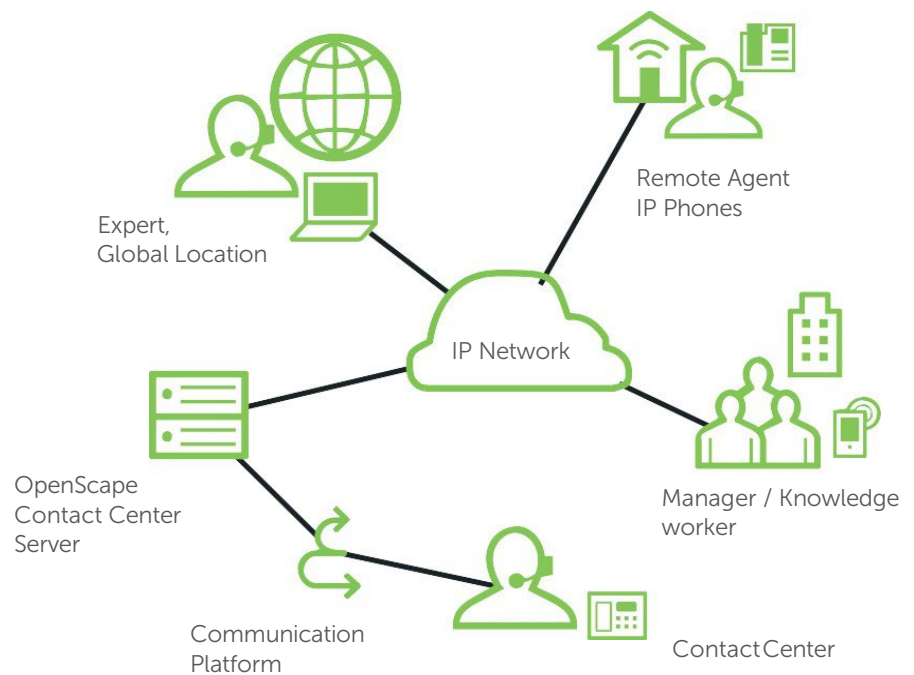 Remote Agent
IP Phones
Expert,
Global Location
IP Network
OpenScape
Contact Center
Server
Manager / Knowledge
worker
Communication
Platform
ContactCenter